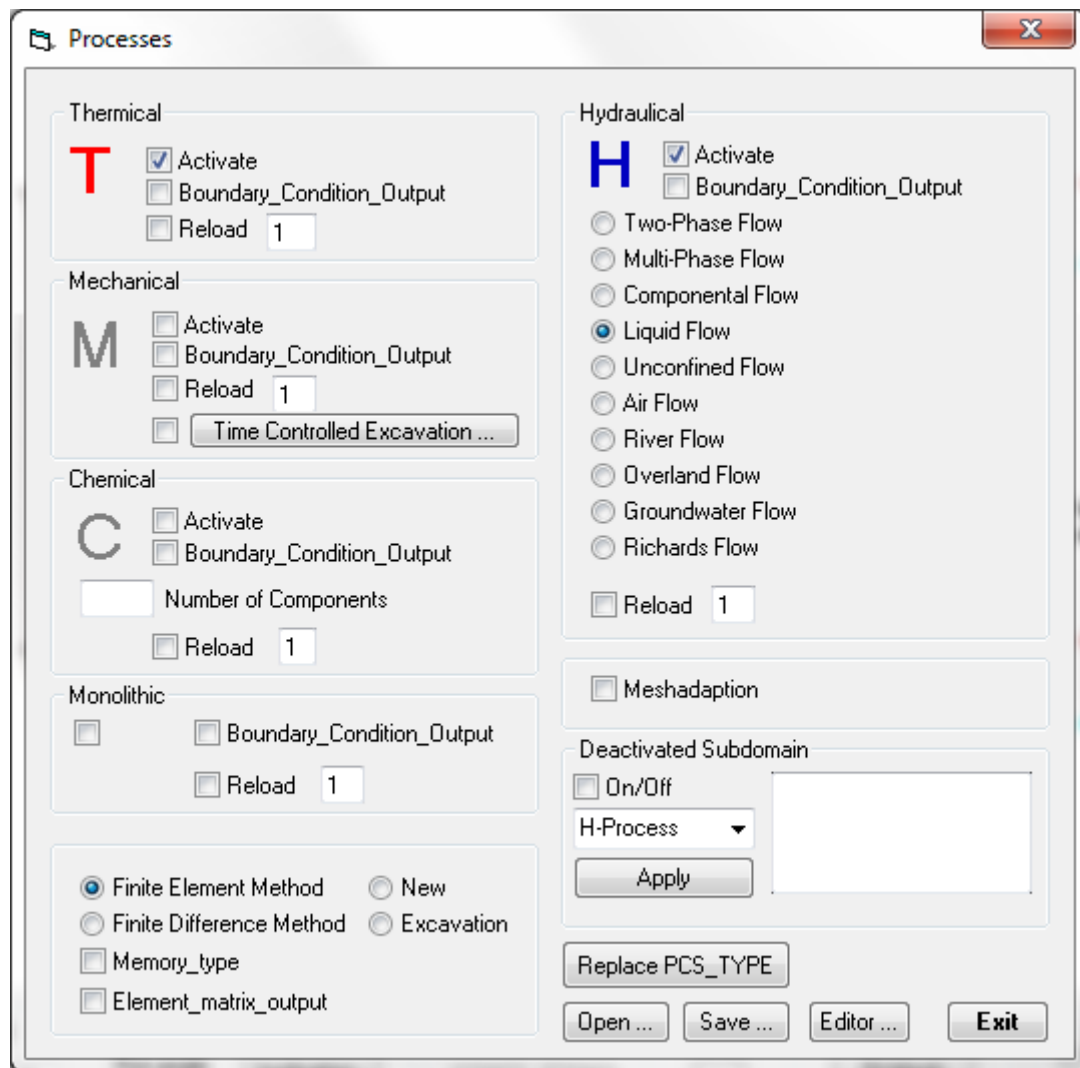 Processes
Thermical
T
Activate
Boundary_Condition_Output
Reload 1
Mechanical
M
Activate
Boundary_Condition_Output
Reload 1
Time Controlled Excavation ...
Chemical
C
Activate
Boundary_Condition_Output
Number of Components
Reload 1
Monolithic
Boundary_Condition_Output
Reload 1
Finite Element Method New
Finite Difference Method Excavation
Memory_type
Element_matrix_output
Hydraulical
H
Activate
Boundary_Condition_Output
Two-Phase Flow
Multi-Phase Flow
Componental Flow
Liquid Flow
Unconfined Flow
Air Flow
River Flow
Overland Flow
Groundwater Flow
Richards Flow
Reload 1
Meshadaption
Deactivated Subdomain
On/Off
H-Process
Apply
Replace PCS_TYPE
Open ... Save ... Editor ... Exit